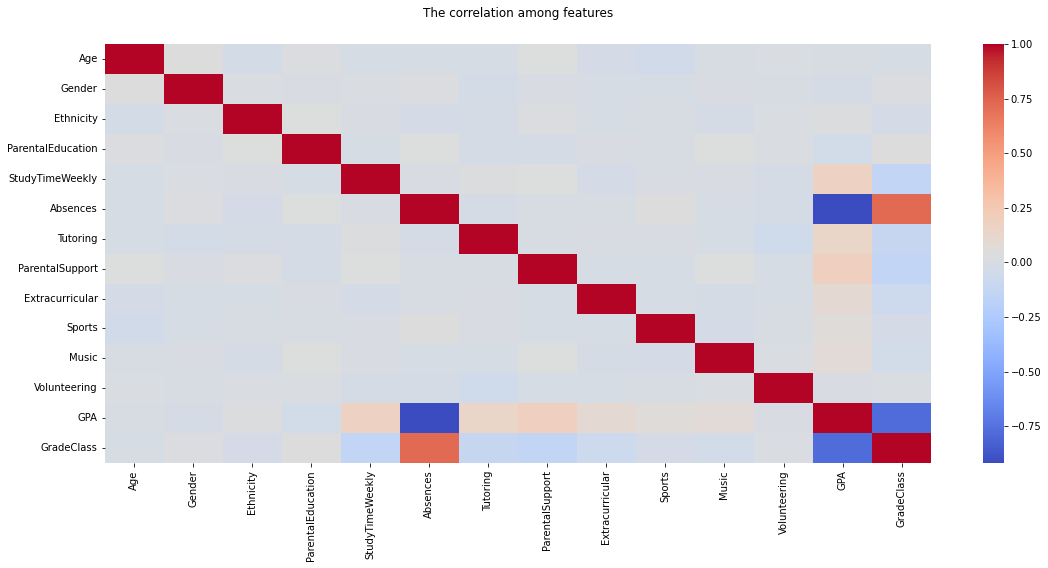 The correlation among features
Age
Gender
Ethnicity
ParentalEducation
StudyTimeWeekly
Absences
Tutoring
ParentalSupport
Extracurricular
Sports
Music
Volunteering
GPA
GradeClass
Age
Gender
Ethnicity
ParentalEducation
StudyTimeWeekly
Absences
Tutoring
ParentalSupport
Extracurricular
Sports
Music
Volunteering
GPA
GradeClass
1.00
0.75
0.50
0.25
0.00
−0.25
−0.50
−0.75